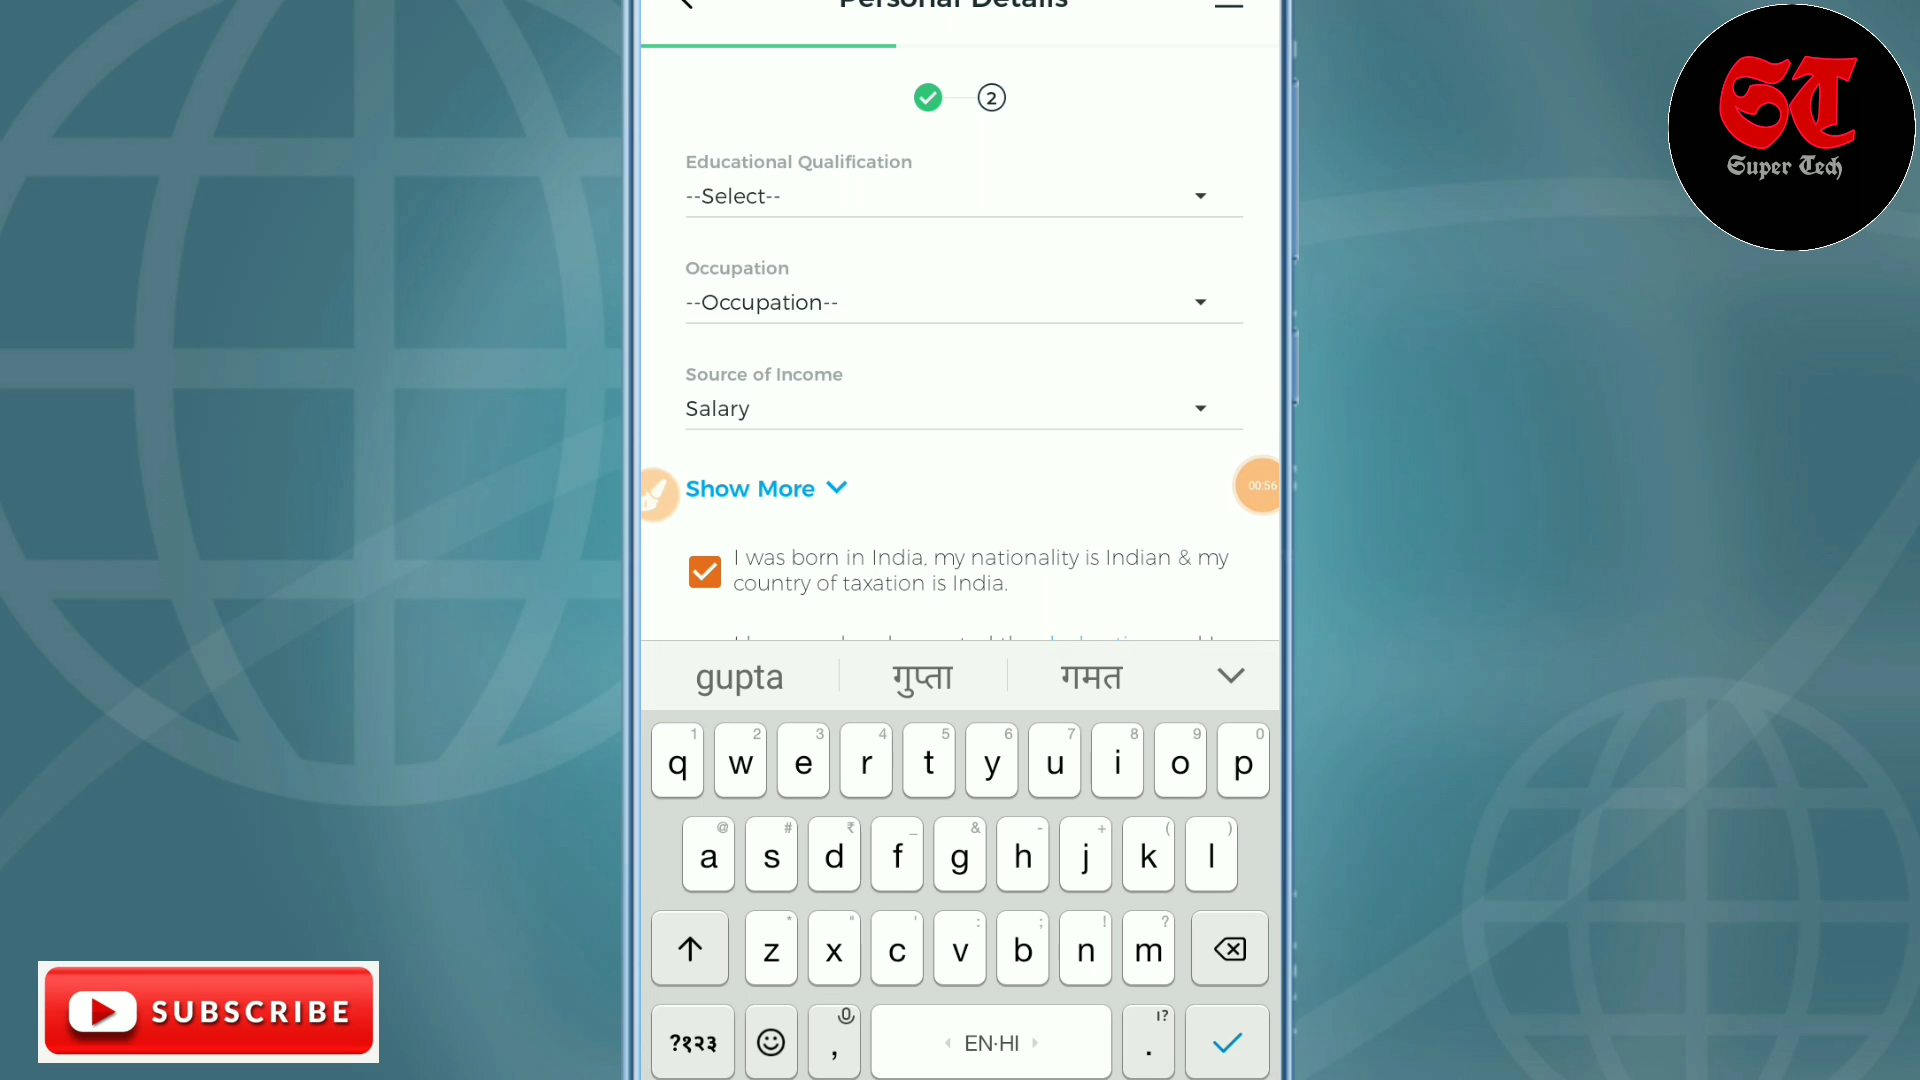 Personal Details
ST
Super Tech
2
Educational Qualification
--Select--
Occupation
--Occupation--
Source of Income
Salary
Show More
00:56
I was born in India, my nationality is Indian & my
country of taxation is India.
gupta गुप्ता गमत
1 2 3 4 5 6 7 8 9 0
q w e r t y u i o p
@ # ₹ _ & - + ( )
a s d f g h j k l
* " ' : ; ! ?
z x c v b n m
?१२३ , EN·HI . ।?
SUBSCRIBE